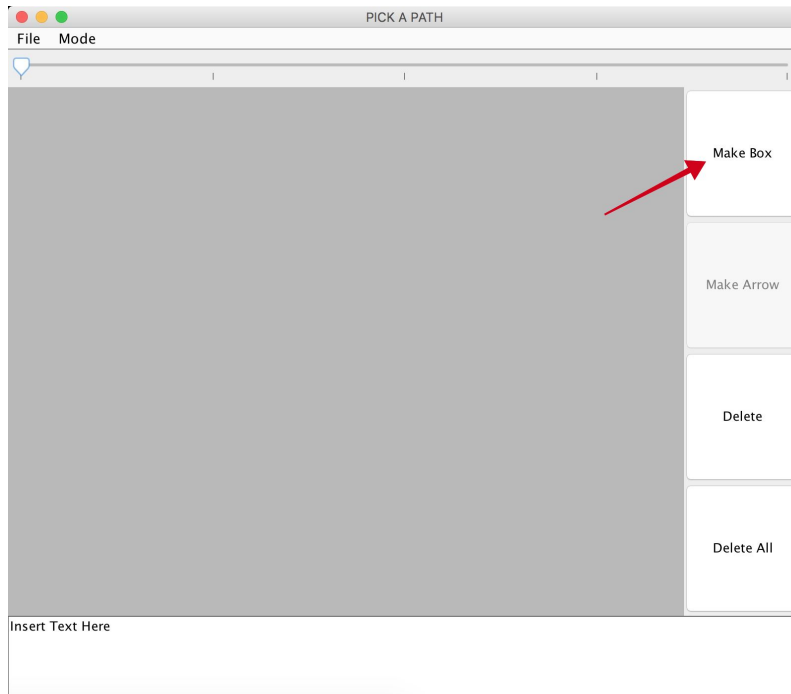 PICK A PATH
File Mode
Make Box
Make Arrow
Delete
Delete All
Insert Text Here